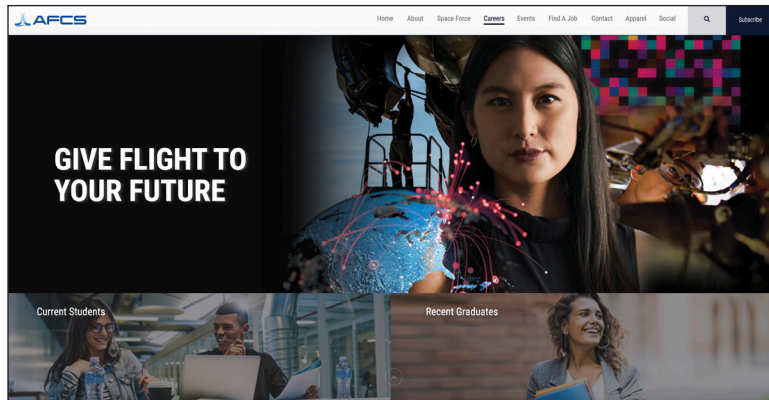 AFCS
Home About Space Force Careers Events Find A Job Contact Apparel Social Subscribe
GIVE FLIGHT TO
YOUR FUTURE
Current Students
Recent Graduates